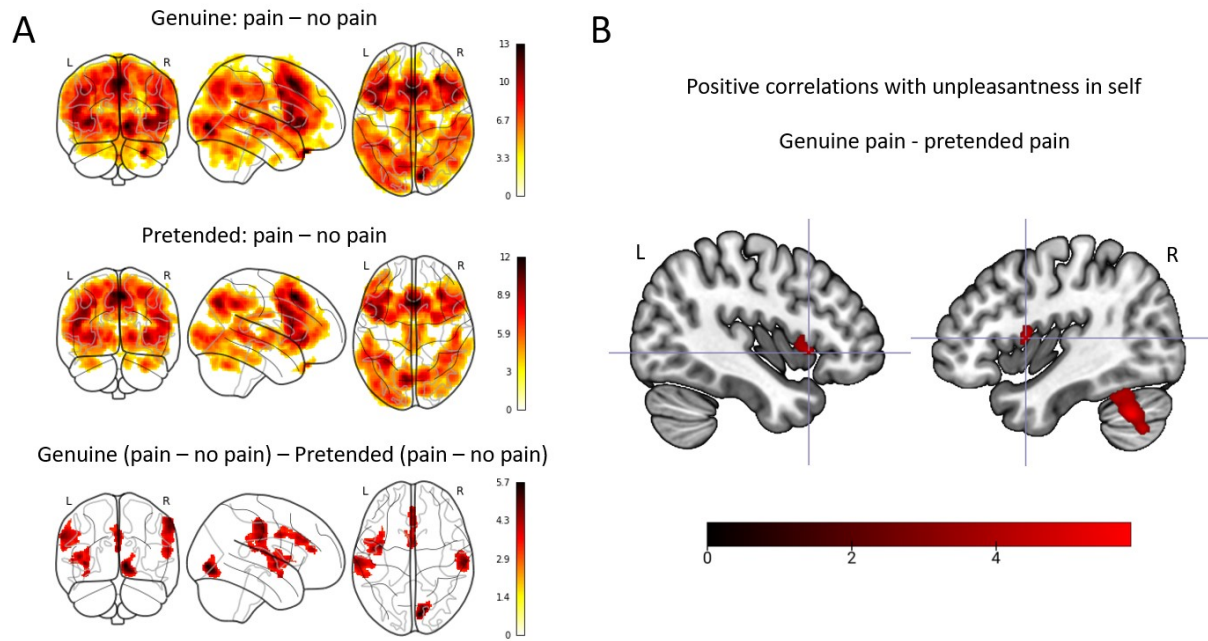 A
Genuine: pain – no pain
L
R
13
10
6.7
3.3
0
Pretended: pain – no pain
L
R
L
R
12
8.9
5.9
3
0
Genuine (pain – no pain) – Pretended (pain – no pain)
L
R
L
R
5.7
4.3
2.9
1.4
0
B
Positive correlations with unpleasantness in self
Genuine pain - pretended pain
L
R
0 2 4
L
R